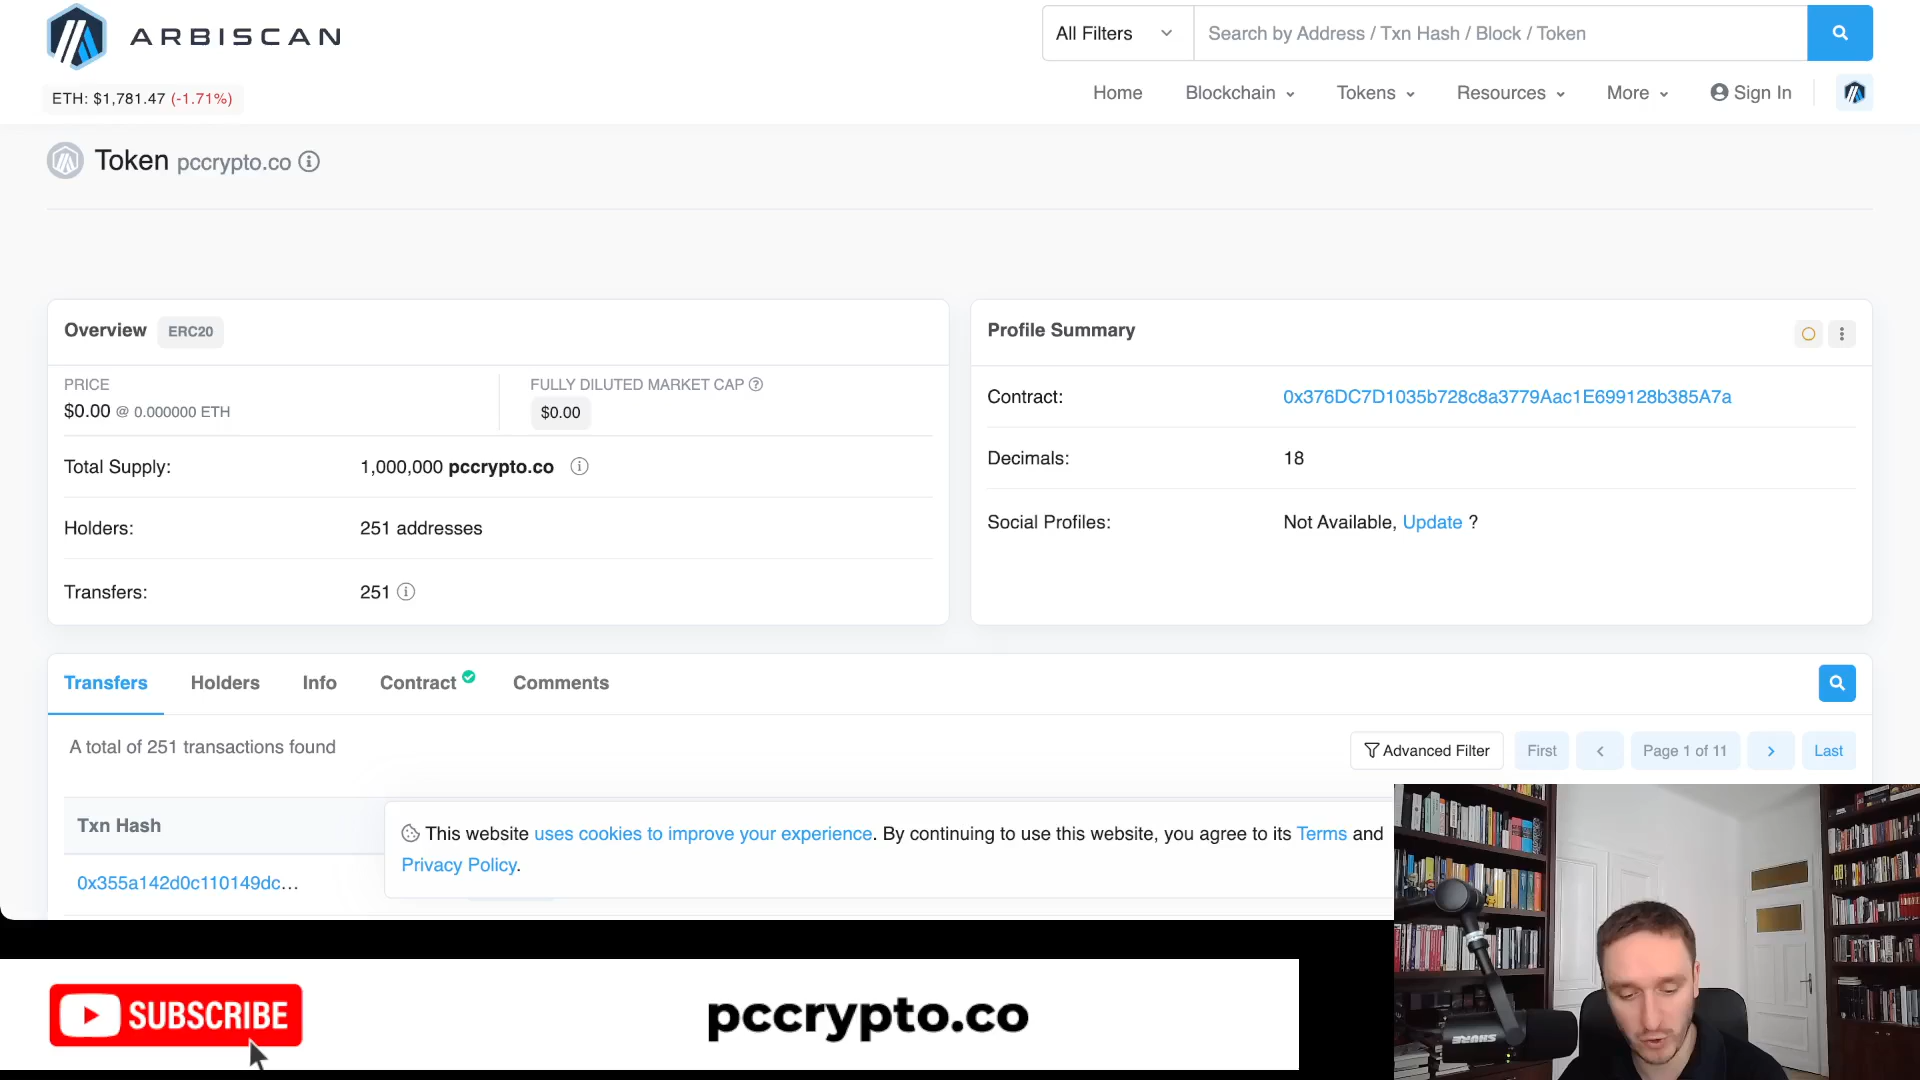 ARBISCAN
All Filters
Search by Address / Txn Hash / Block / Token
ETH: $1,781.47 (-1.71%)
Home
Blockchain
Tokens
Resources
More
Sign In
Token pccrypto.co
Overview ERC20
PRICE
$0.00 @ 0.000000 ETH
FULLY DILUTED MARKET CAP
$0.00
Total Supply: 1,000,000 pccrypto.co
Holders: 251 addresses
Transfers: 251
Profile Summary
Contract: 0x376DC7D1035b728c8a3779Aac1E699128b385A7a
Decimals: 18
Social Profiles: Not Available, Update ?
Transfers
Holders
Info
Contract
Comments
A total of 251 transactions found
Advanced Filter
First
Page 1 of 11
Last
Txn Hash
This website uses cookies to improve your experience. By continuing to use this website, you agree to its Terms and
Privacy Policy.
0x355a142d0c110149dc...
SUBSCRIBE
pccrypto.co
SHURE